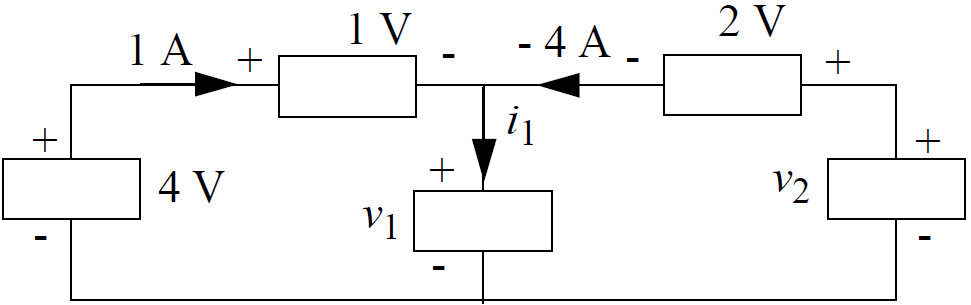 1 A + 1 V - - 4 A - 2 V +
i1
+ 4 V -
+ v1 -
+ v2 -